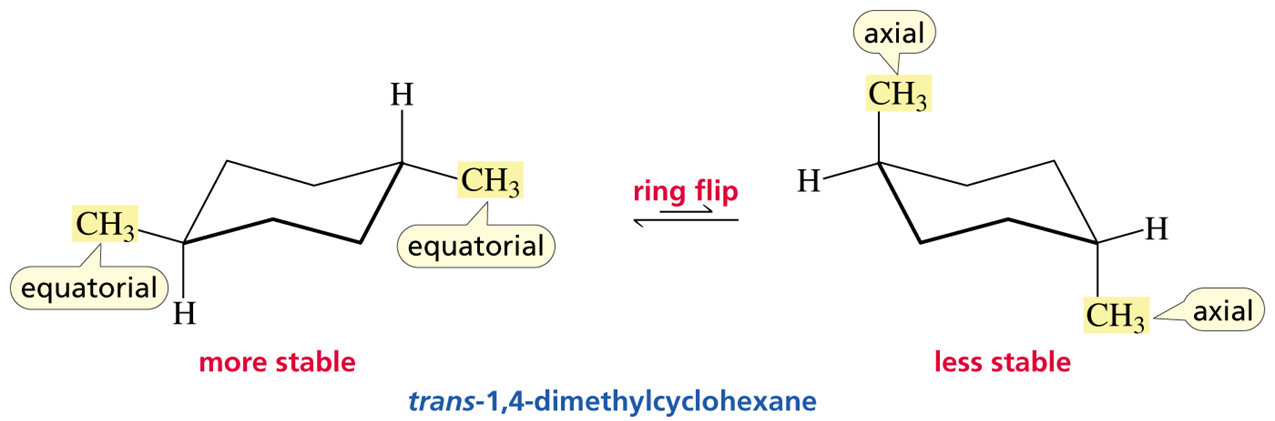 axial
CH₃
H
H
CH₃
ring flip
CH₃
equatorial
H
equatorial
H
CH₃
axial
more stable
less stable
trans-1,4-dimethylcyclohexane